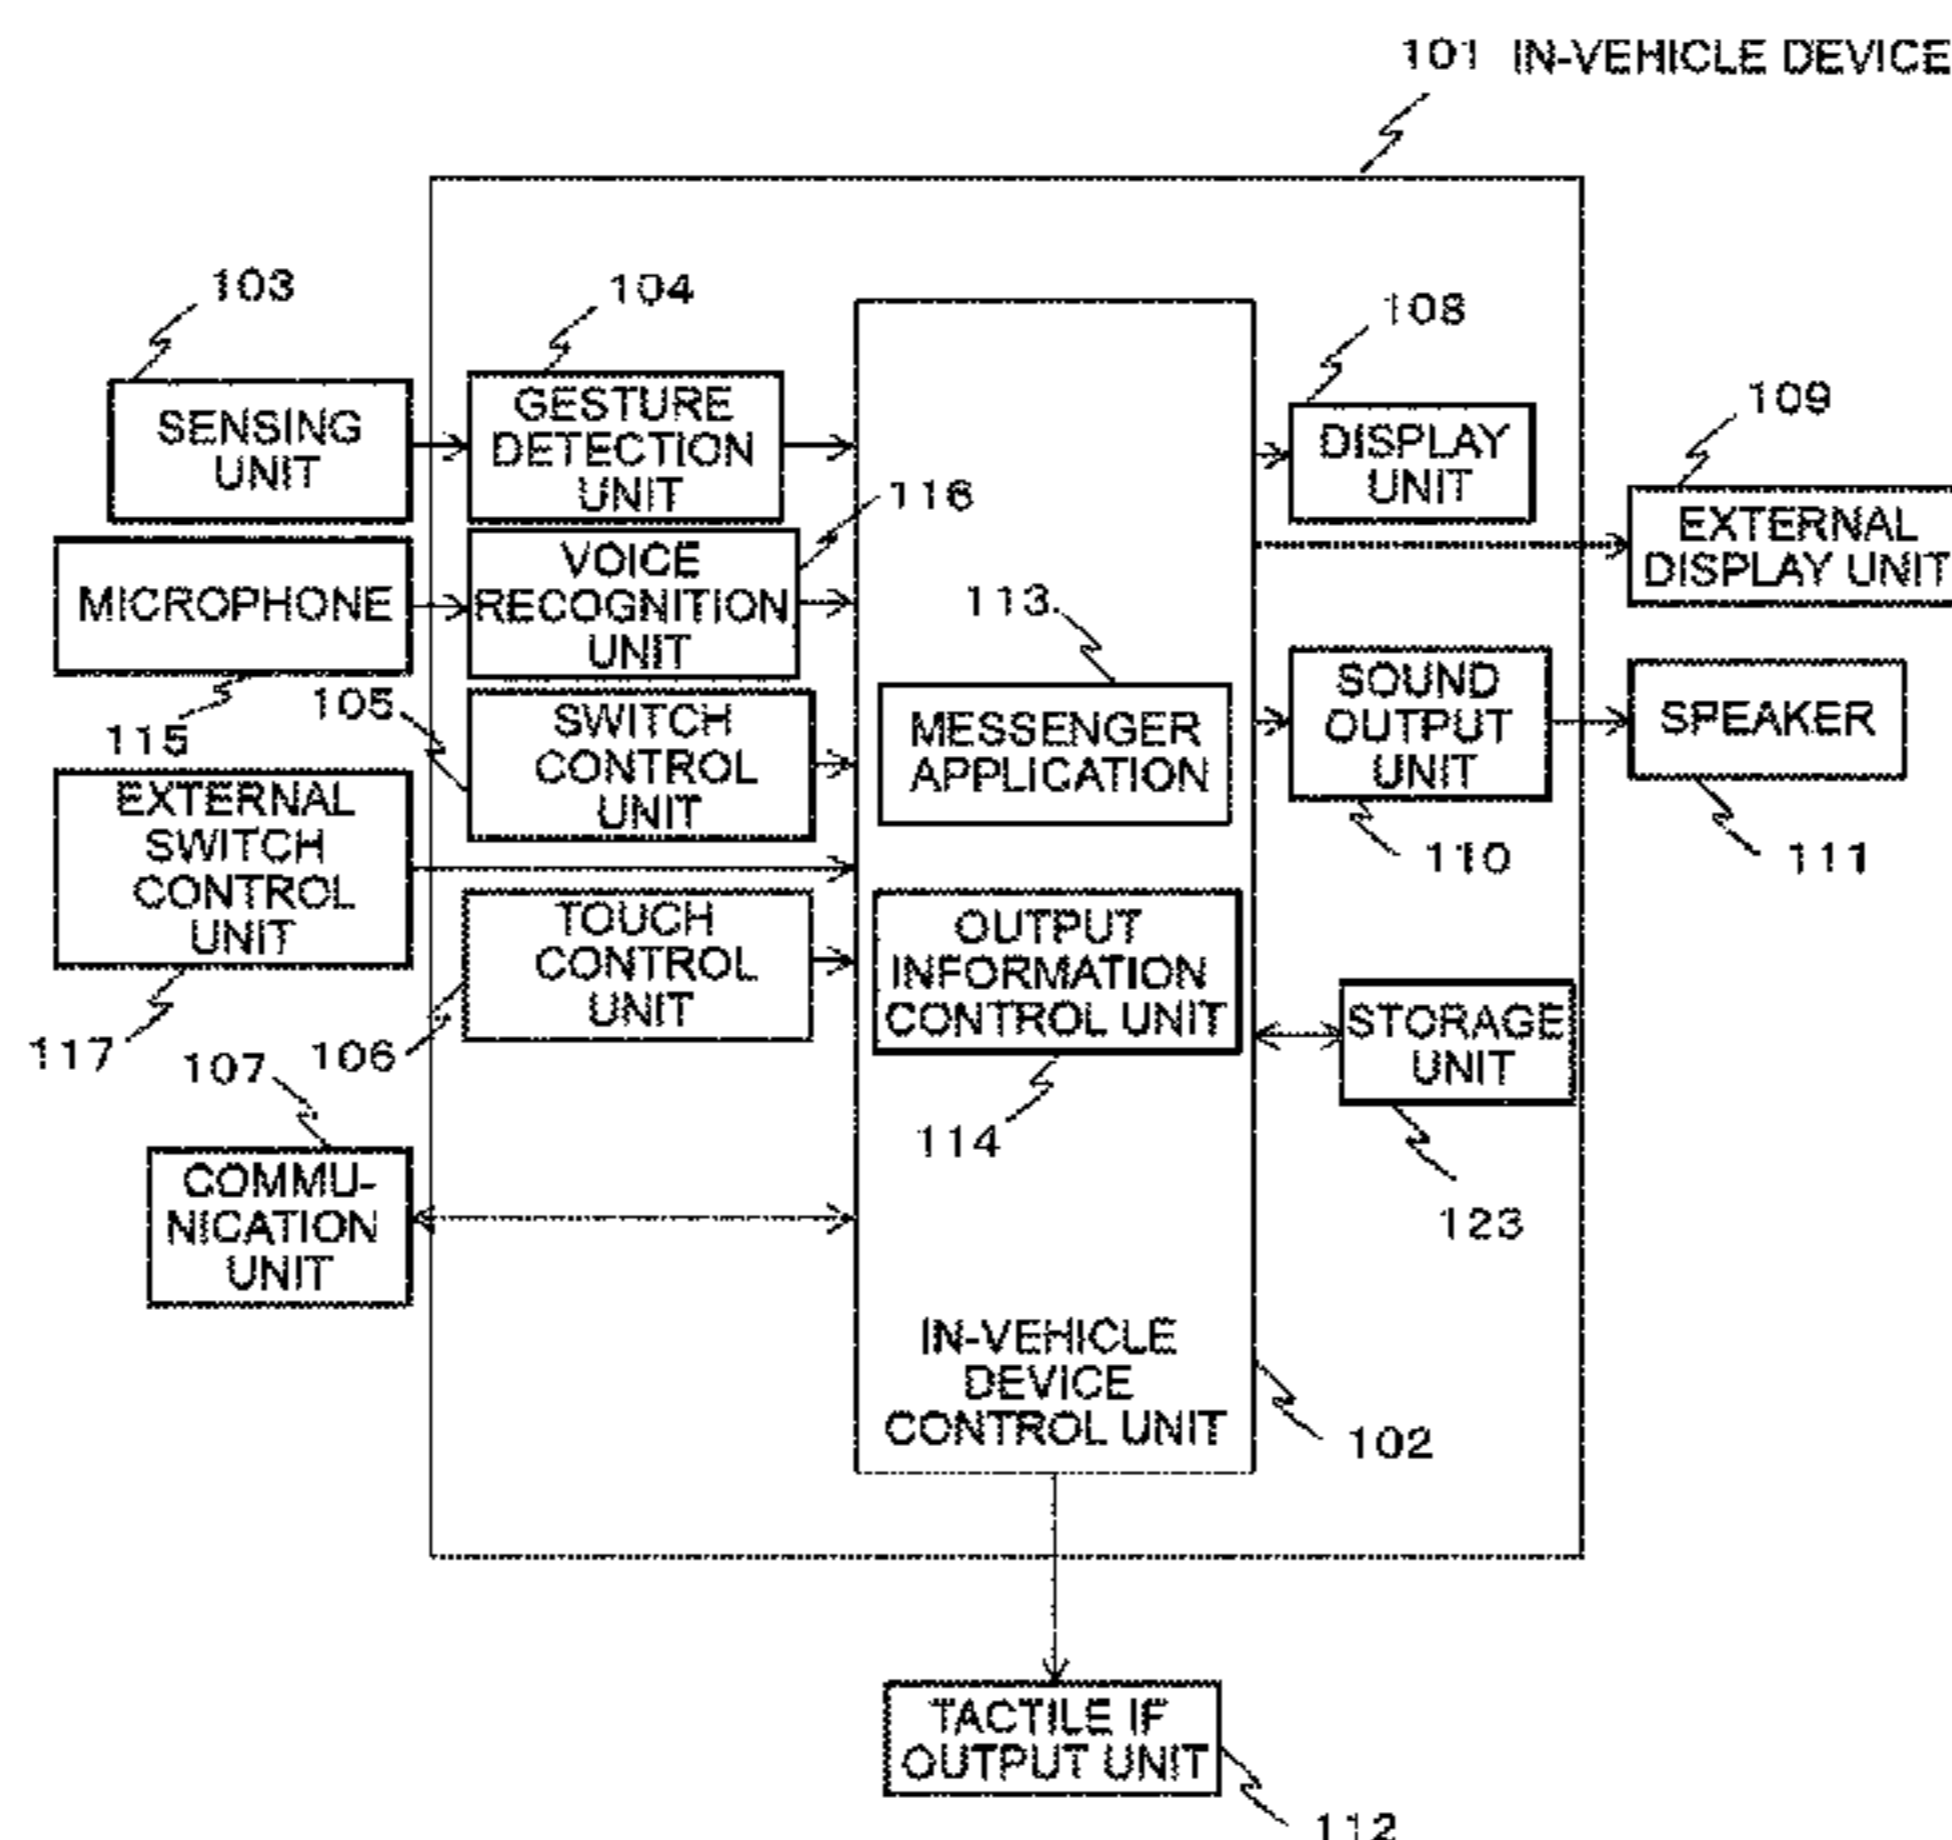 101 IN-VEHICLE DEVICE
103
104
108
109
SENSING
UNIT
GESTURE
DETECTION
UNIT
DISPLAY
UNIT
116
EXTERNAL
DISPLAY UNIT
MICROPHONE
VOICE
RECOGNITION
UNIT
113
115
105
SWITCH
CONTROL
UNIT
MESSENGER
APPLICATION
SOUND
OUTPUT
UNIT
SPEAKER
110
111
EXTERNAL
SWITCH
CONTROL
UNIT
117
TOUCH
CONTROL
UNIT
106
OUTPUT
INFORMATION
CONTROL UNIT
114
STORAGE
UNIT
123
107
COMMU-
NICATION
UNIT
IN-VEHICLE
DEVICE
CONTROL UNIT
102
TACTILE IF
OUTPUT UNIT
112